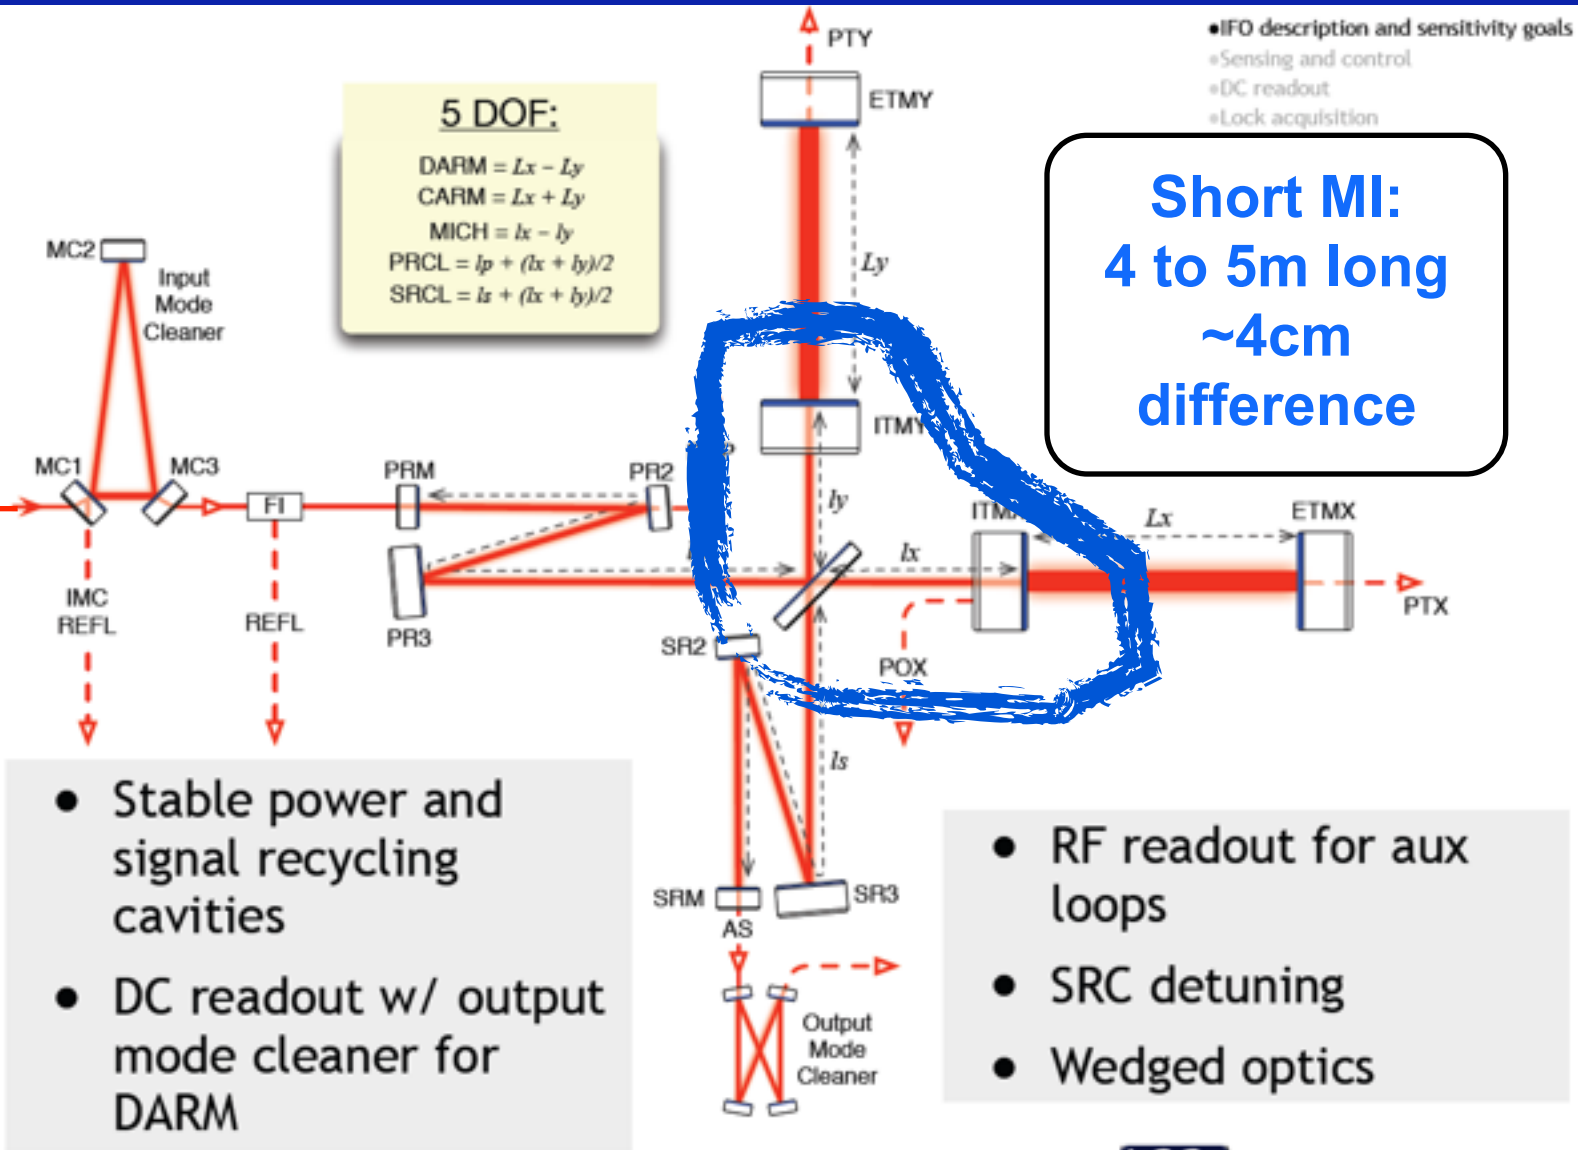 •IFO description and sensitivity goals
•Sensing and control
•DC readout
•Lock acquisition
5 DOF:
DARM = Lx − Ly
CARM = Lx + Ly
MICH = lx − ly
PRCL = lp + (lx + ly)/2
SRCL = ls + (lx + ly)/2
Short MI:
4 to 5m long
~4cm
difference
PTY
ETMY
Ly
MC2
Input
Mode
Cleaner
ITMY
MC1
MC3
FI
PRM
PR2
ly
ETMX
Lx
lx
IMC
REFL
REFL
PR3
PTX
SR2
POX
ls
SRM
SR3
AS
Output
Mode
Cleaner
• Stable power and
signal recycling
cavities
• DC readout w/ output
mode cleaner for
DARM
• RF readout for aux
loops
• SRC detuning
• Wedged optics